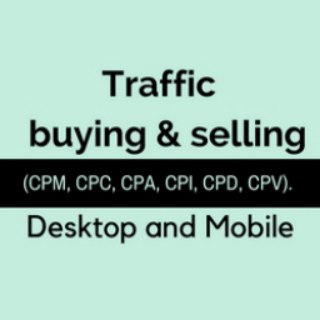 Traffic
buying & selling
(CPM, CPC, CPA, CPI, CPD, CPV).
Desktop and Mobile